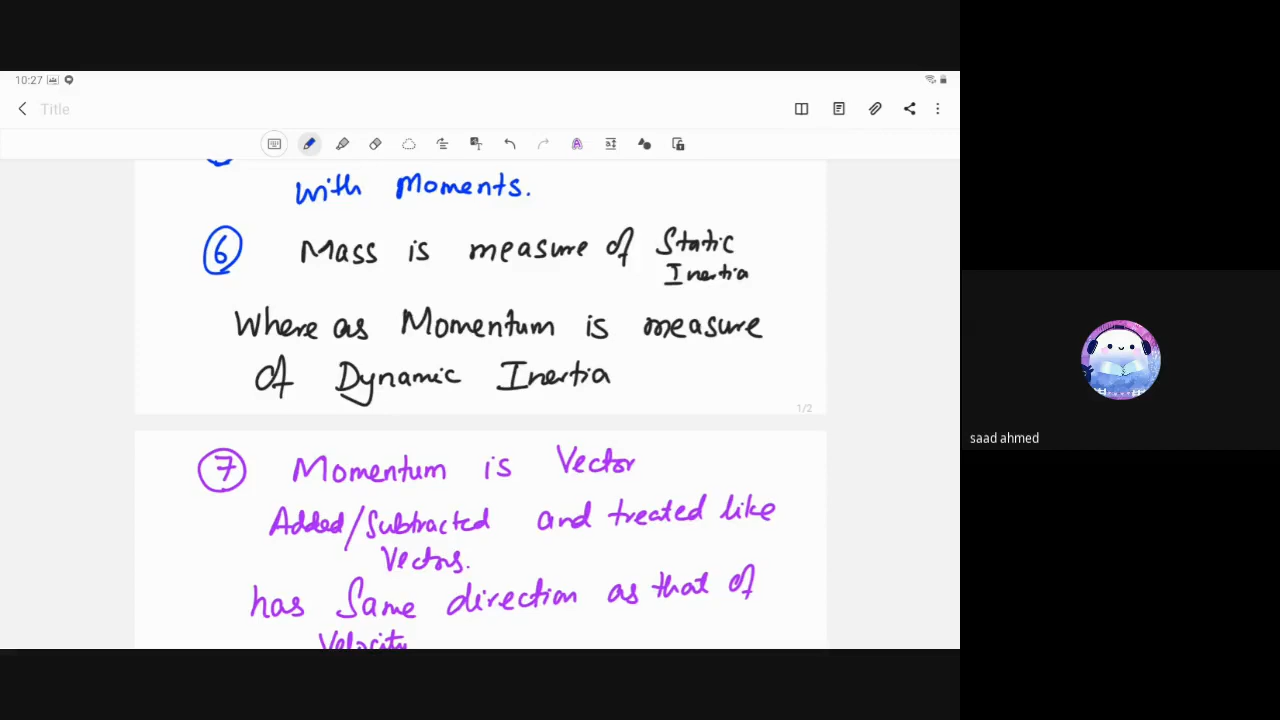 10:27
Title
with Moments.
6 Mass is measure of Static
Inertia
Where as Momentum is measure
of Dynamic Inertia
1/2
7 Momentum is Vector
Added/Subtracted and treated like
Vectors.
has Same direction as that of
Velocity
saad ahmed